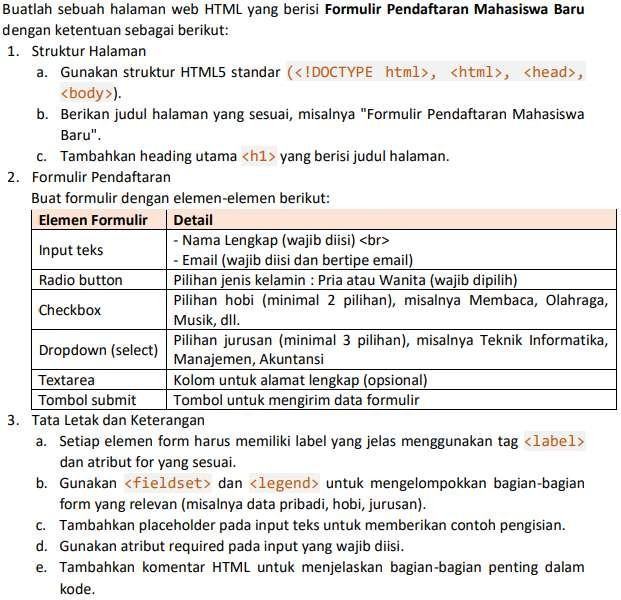 Buatlah sebuah halaman web HTML yang berisi Formulir Pendaftaran Mahasiswa Baru
dengan ketentuan sebagai berikut:
1. Struktur Halaman
a. Gunakan struktur HTML5 standar (<!DOCTYPE html>, <html>, <head>,
<body>).
b. Berikan judul halaman yang sesuai, misalnya "Formulir Pendaftaran Mahasiswa
Baru".
c. Tambahkan heading utama <h1> yang berisi judul halaman.
2. Formulir Pendaftaran
Buat formulir dengan elemen-elemen berikut:
Elemen Formulir Detail
Input teks
- Nama Lengkap (wajib diisi) <br>
- Email (wajib diisi dan bertipe email)
Radio button Pilihan jenis kelamin : Pria atau Wanita (wajib dipilih)
Checkbox
Pilihan hobi (minimal 2 pilihan), misalnya Membaca, Olahraga,
Musik, dll.
Dropdown (select)
Pilihan jurusan (minimal 3 pilihan), misalnya Teknik Informatika,
Manajemen, Akuntansi
Textarea Kolom untuk alamat lengkap (opsional)
Tombol submit Tombol untuk mengirim data formulir
3. Tata Letak dan Keterangan
a. Setiap elemen form harus memiliki label yang jelas menggunakan tag <label>
dan atribut for yang sesuai.
b. Gunakan <fieldset> dan <legend> untuk mengelompokkan bagian-bagian
form yang relevan (misalnya data pribadi, hobi, jurusan).
c. Tambahkan placeholder pada input teks untuk memberikan contoh pengisian.
d. Gunakan atribut required pada input yang wajib diisi.
e. Tambahkan komentar HTML untuk menjelaskan bagian-bagian penting dalam
kode.